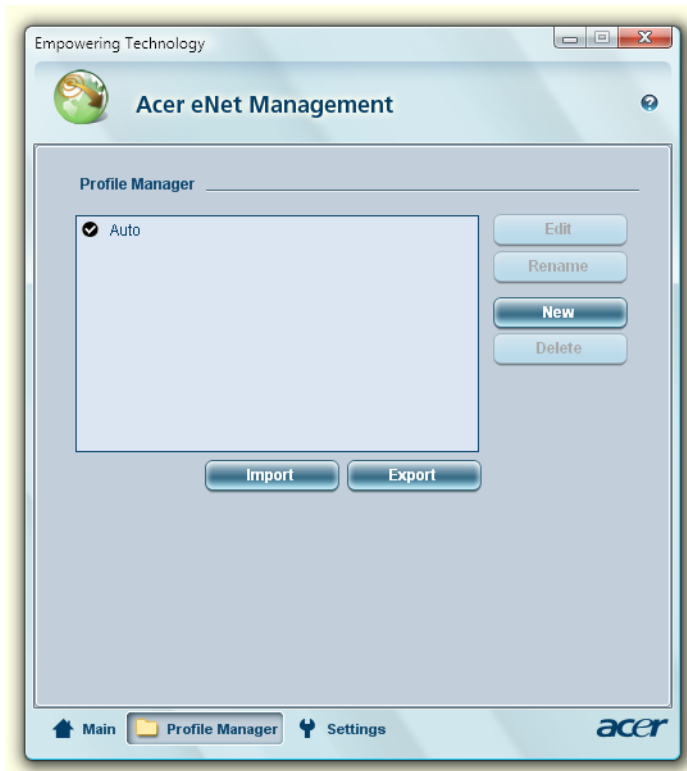 Empowering Technology
Acer eNet Management
Profile Manager
Auto
Edit
Rename
New
Delete
Import
Export
Main
Profile Manager
Settings
acer